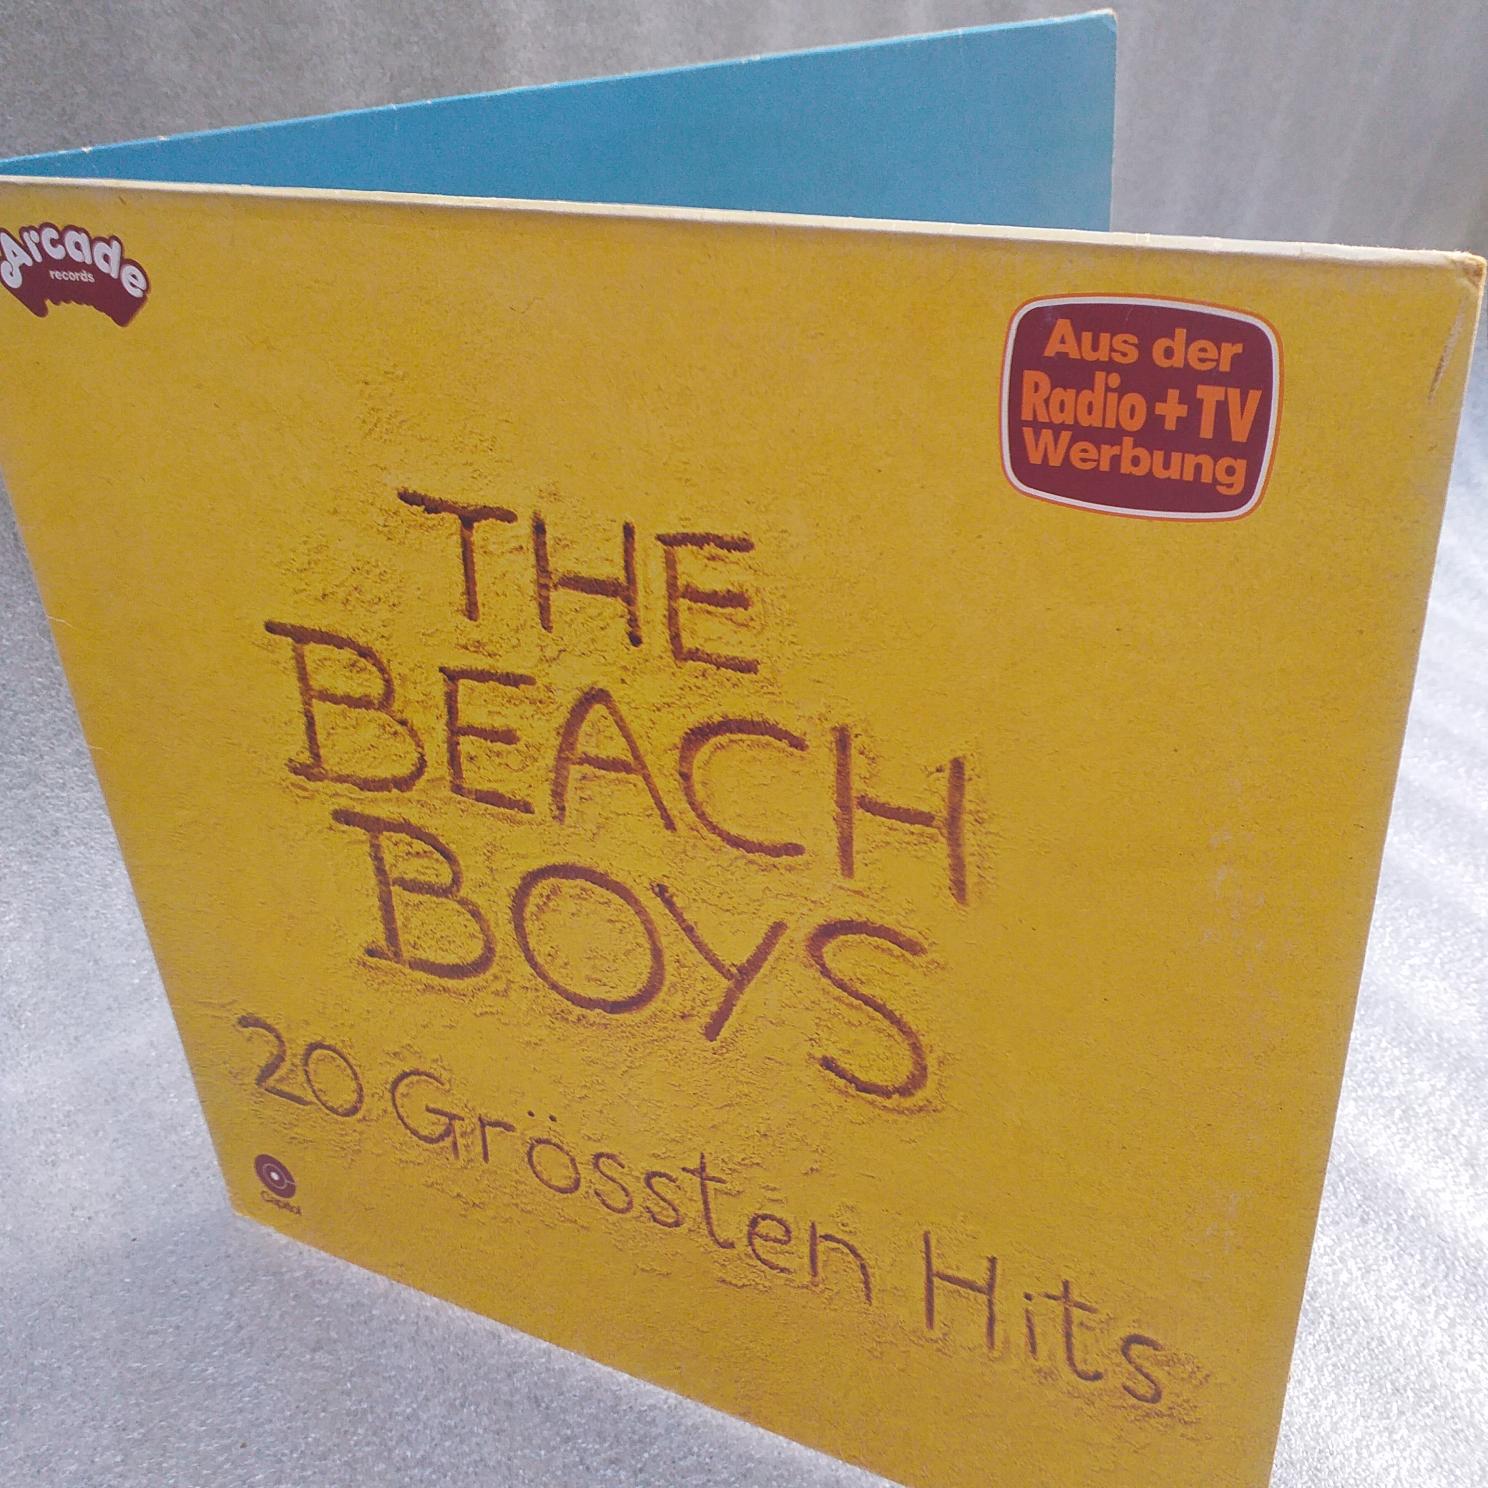 Arcade
records
Aus der
Radio + TV
Werbung
THE
BEACH
BOYS
20 Grössten Hits
Capitol